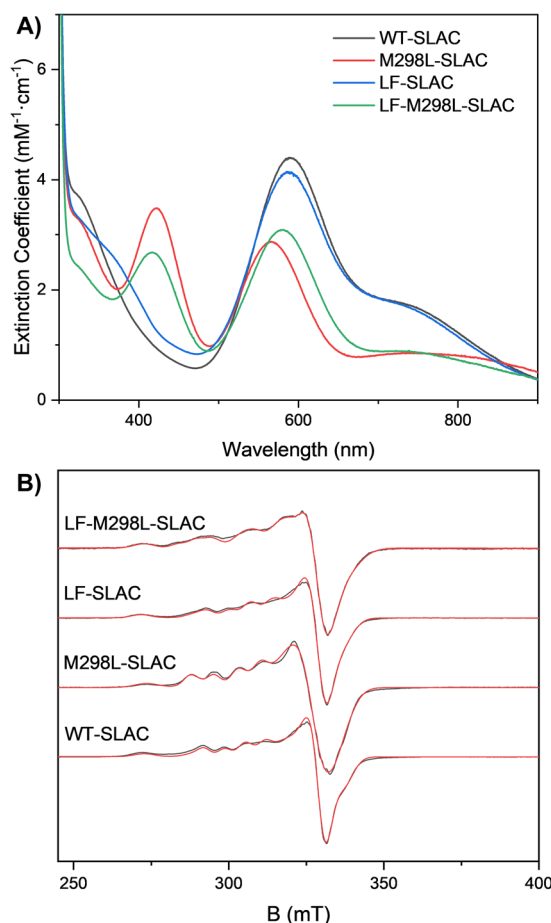 A)
WT-SLAC
M298L-SLAC
LF-SLAC
LF-M298L-SLAC
Extinction Coefficient (mM⁻¹·cm⁻¹)
6
4
2
0
400 600 800
Wavelength (nm)
B)
LF-M298L-SLAC
LF-SLAC
M298L-SLAC
WT-SLAC
250 300 350 400
B (mT)